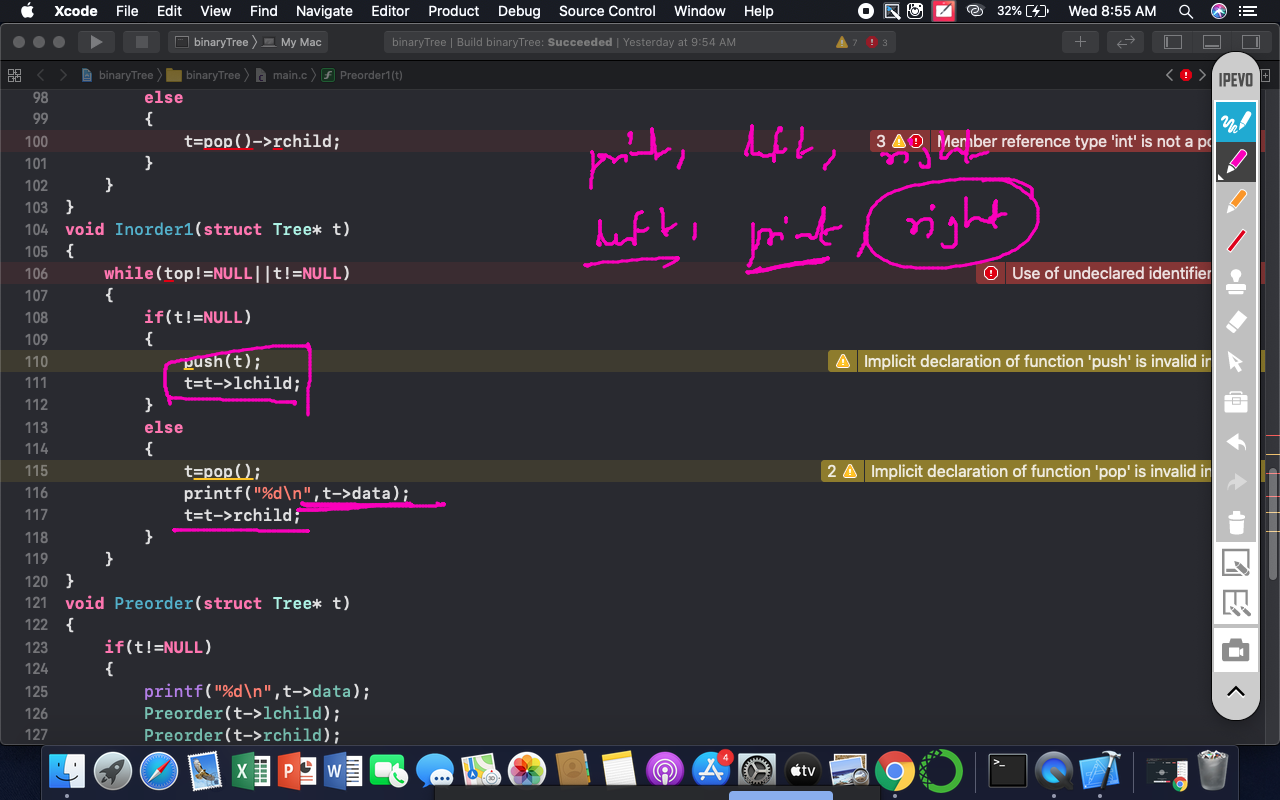 Xcode File Edit View Find Navigate Editor Product Debug Source Control Window Help 32% Wed 8:55 AM
binaryTree My Mac binaryTree | Build binaryTree: Succeeded | Yesterday at 9:54 AM 7 3
binaryTree binaryTree main.c Preorder1(t)
IPEVO
98 else
99 {
100 t=pop()->rchild; 3 Member reference type 'int' is not a po
print, left, right
101 }
102 }
103 }
left, print right
104 void Inorder1(struct Tree* t)
105 {
106 while(top!=NULL||t!=NULL) Use of undeclared identifier
107 {
108 if(t!=NULL)
109 {
110 push(t); Implicit declaration of function 'push' is invalid in
111 t=t->lchild;
112 }
113 else
114 {
115 t=pop(); 2 Implicit declaration of function 'pop' is invalid in
116 printf("%d\n",t->data);
117 t=t->rchild;
118 }
119 }
120 }
121 void Preorder(struct Tree* t)
122 {
123 if(t!=NULL)
124 {
125 printf("%d\n",t->data);
126 Preorder(t->lchild);
127 Preorder(t->rchild);
4
tv